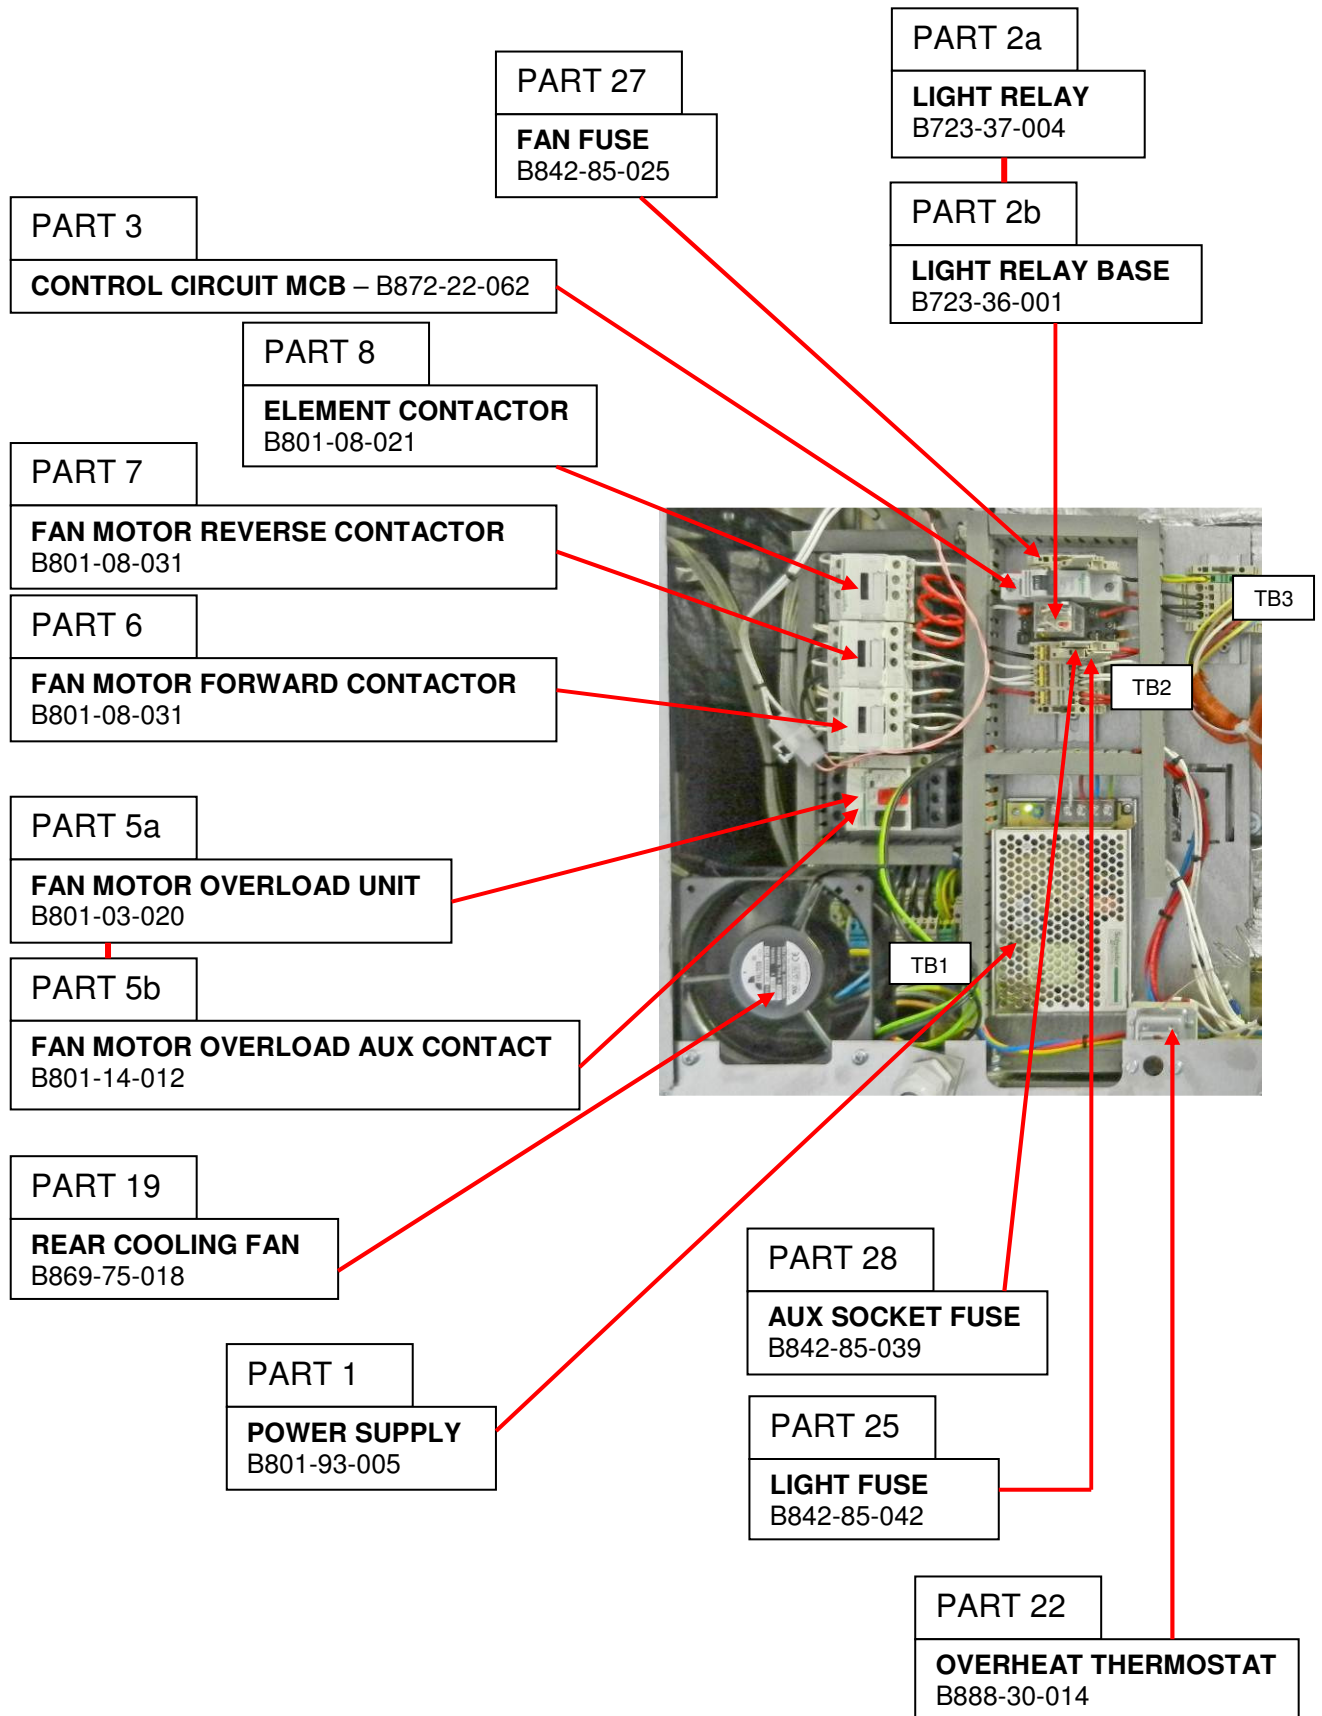 PART 2a
LIGHT RELAY
B723-37-004
PART 27
FAN FUSE
B842-85-025
PART 2b
LIGHT RELAY BASE
B723-36-001
PART 3
CONTROL CIRCUIT MCB – B872-22-062
PART 8
ELEMENT CONTACTOR
B801-08-021
PART 7
FAN MOTOR REVERSE CONTACTOR
B801-08-031
PART 6
FAN MOTOR FORWARD CONTACTOR
B801-08-031
TB3
TB2
PART 5a
FAN MOTOR OVERLOAD UNIT
B801-03-020
TB1
PART 5b
FAN MOTOR OVERLOAD AUX CONTACT
B801-14-012
PART 19
REAR COOLING FAN
B869-75-018
PART 28
AUX SOCKET FUSE
B842-85-039
PART 1
POWER SUPPLY
B801-93-005
PART 25
LIGHT FUSE
B842-85-042
PART 22
OVERHEAT THERMOSTAT
B888-30-014